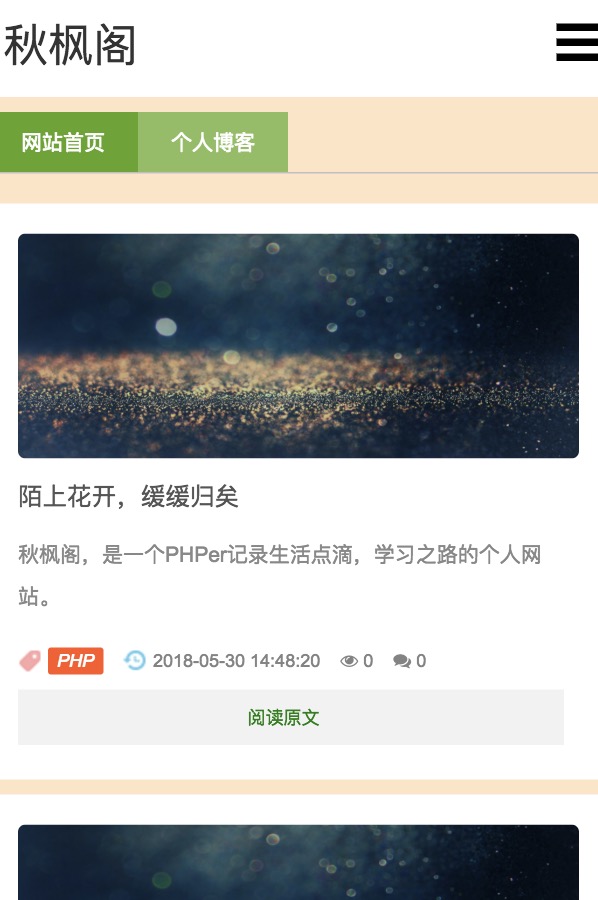 秋枫阁
网站首页 个人博客
陌上花开，缓缓归矣
秋枫阁，是一个PHPer记录生活点滴，学习之路的个人网
站。
PHP 2018-05-30 14:48:20 0 0
阅读原文